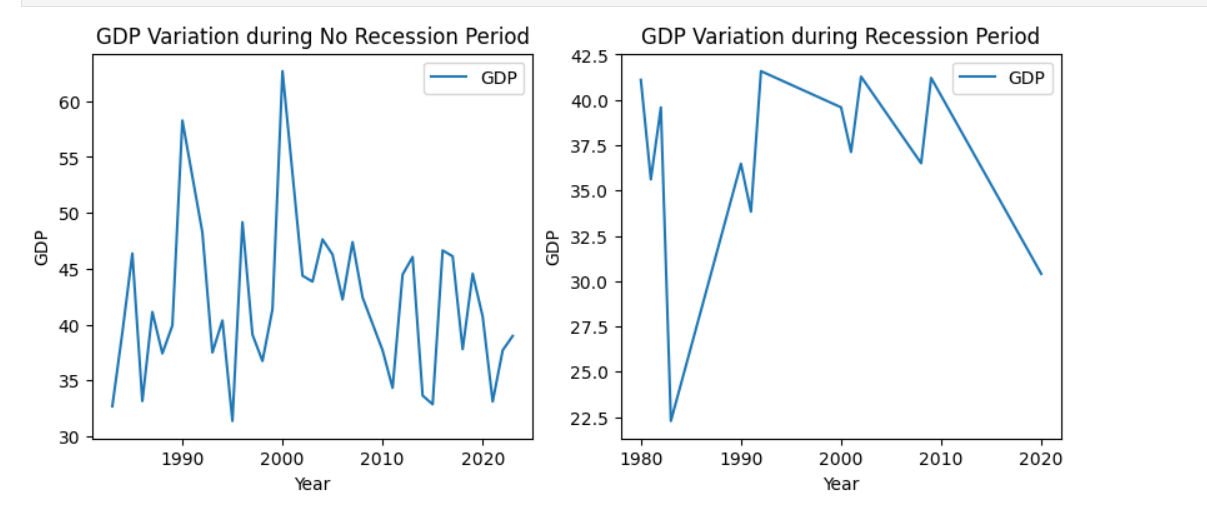 GDP Variation during No Recession Period
GDP
60
55
50
45
40
35
30
GDP
1990 2000 2010 2020
Year
GDP Variation during Recession Period
GDP
42.5
40.0
37.5
35.0
32.5
30.0
27.5
25.0
22.5
GDP
1980 1990 2000 2010 2020
Year